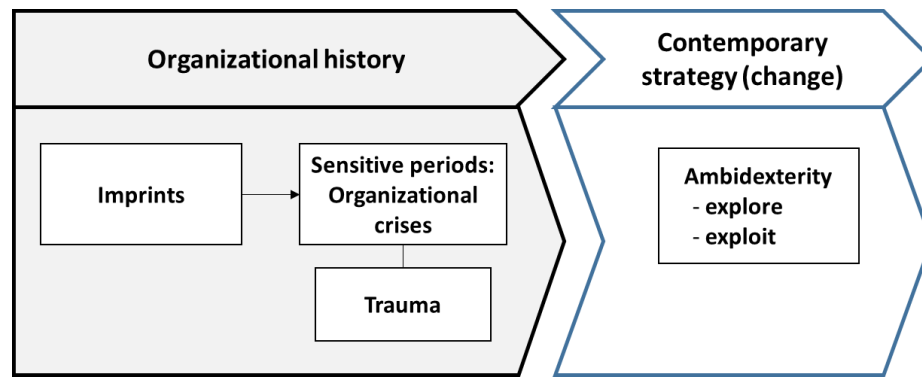 Organizational history
Contemporary
strategy (change)
Imprints
Sensitive periods:
Organizational
crises
Trauma
Ambidexterity
- explore
- exploit